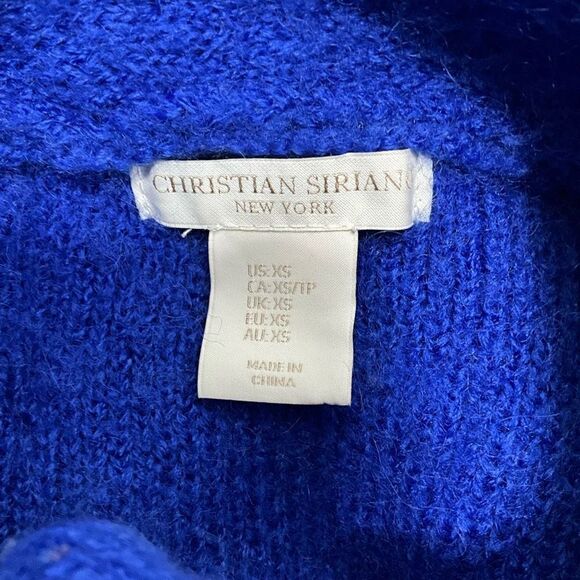 CHRISTIAN SIRIANO
NEW YORK
US:XS
CA:XS/TP
UK:XS
EU:XS
AU:XS
MADE IN
CHINA